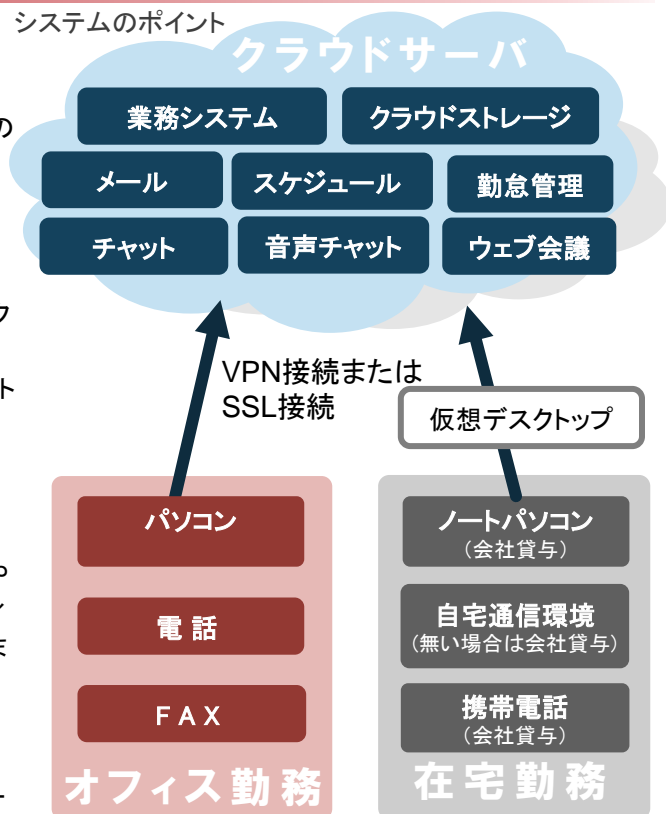 システムのポイント
クラウドサーバ
業務システム
クラウドストレージ
の
メール
スケジュール
勤怠管理
チャット
音声チャット
ウェブ会議
ト
VPN接続または
SSL接続
仮想デスクトップ
パソコン
電話
FAX
オフィス勤務
ノートパソコン
(会社貸与)
自宅通信環境
(無い場合は会社貸与)
携帯電話
(会社貸与)
在宅勤務